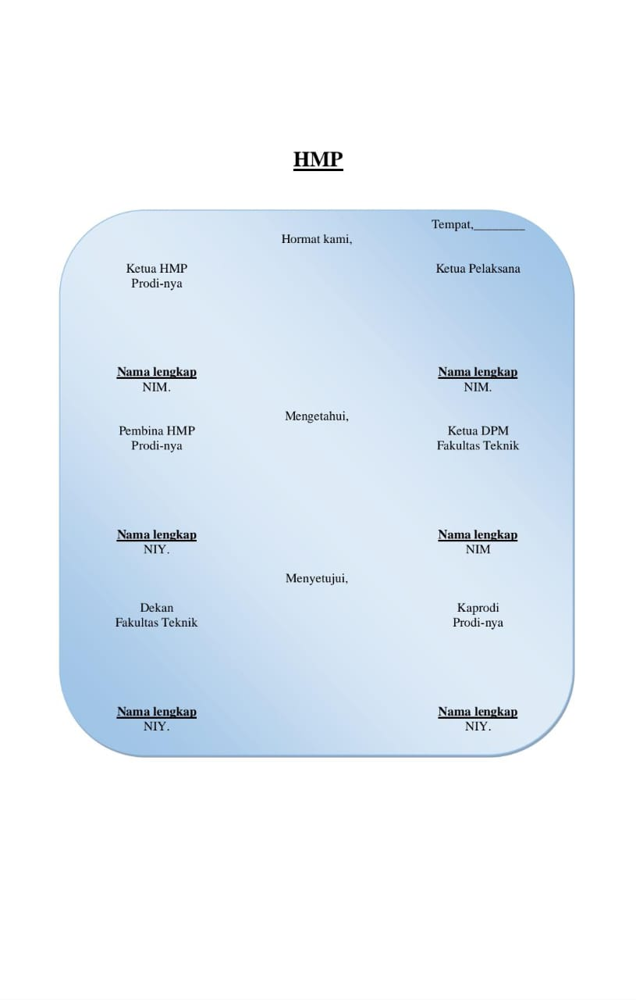 HMP
Tempat,________
Hormat kami,
Ketua HMP
Prodi-nya
Ketua Pelaksana
Nama lengkap
NIM.
Nama lengkap
NIM.
Mengetahui,
Pembina HMP
Prodi-nya
Ketua DPM
Fakultas Teknik
Nama lengkap
NIY.
Nama lengkap
NIM
Menyetujui,
Dekan
Fakultas Teknik
Kaprodi
Prodi-nya
Nama lengkap
NIY.
Nama lengkap
NIY.